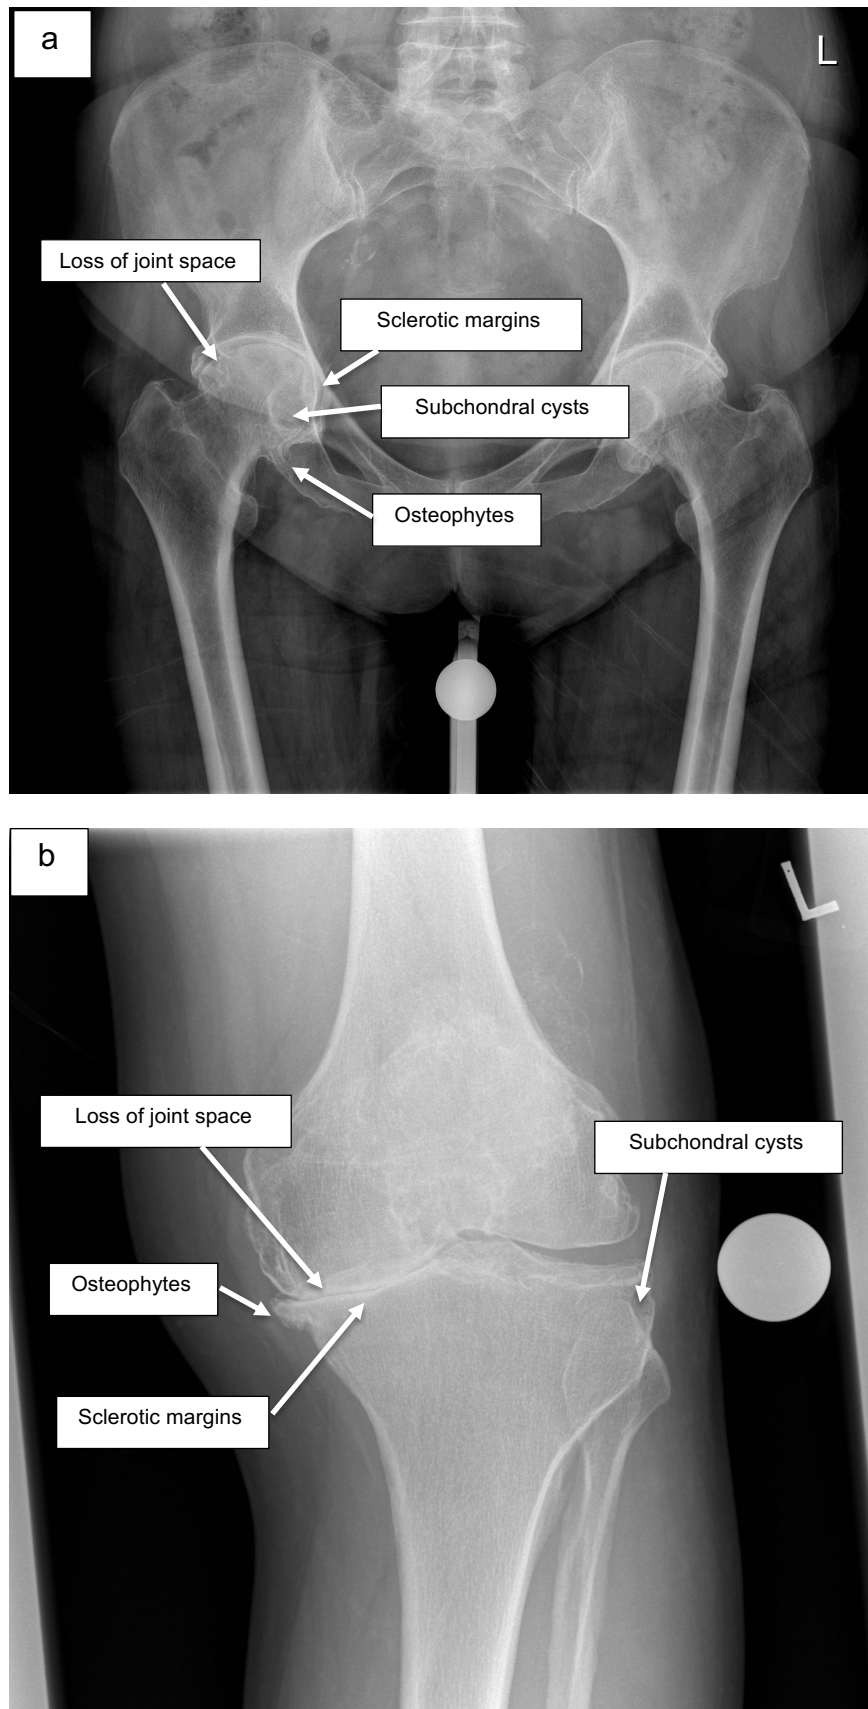 a
L
Loss of joint space
Sclerotic margins
Subchondral cysts
Osteophytes
b
L
Loss of joint space
Subchondral cysts
Osteophytes
Sclerotic margins